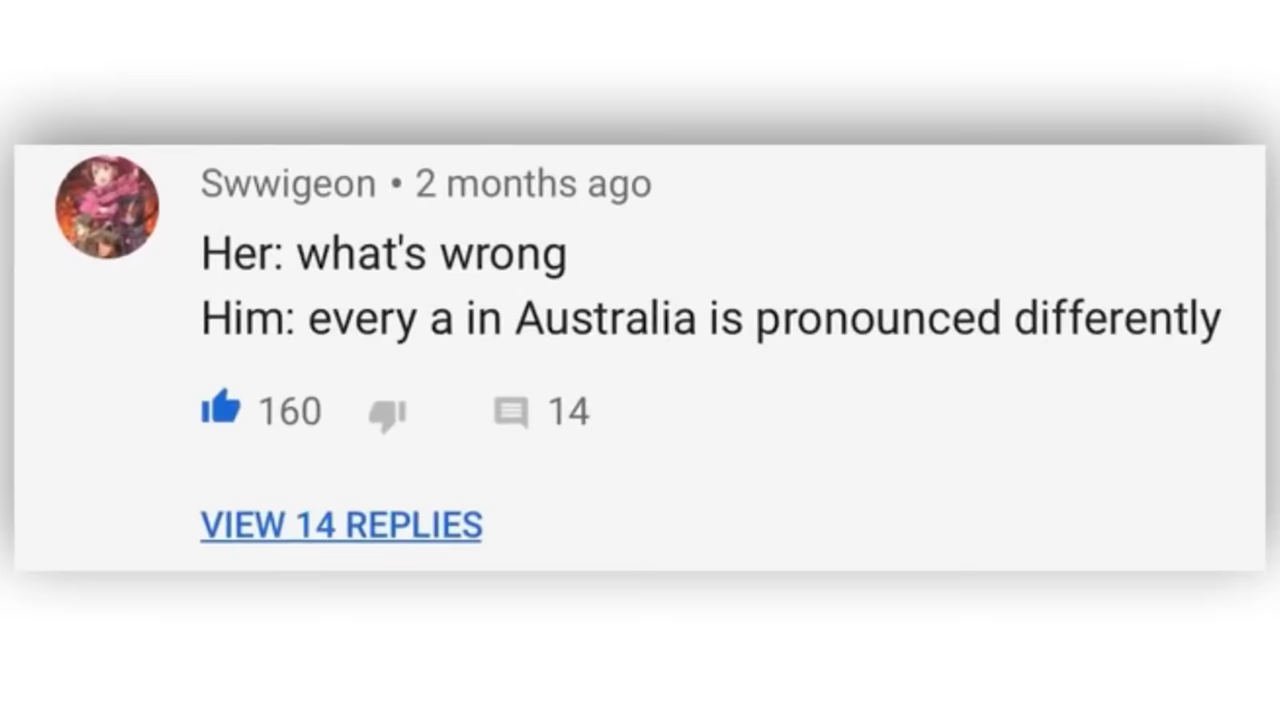 Swwigeon • 2 months ago
Her: what's wrong
Him: every a in Australia is pronounced differently
160 14
VIEW 14 REPLIES